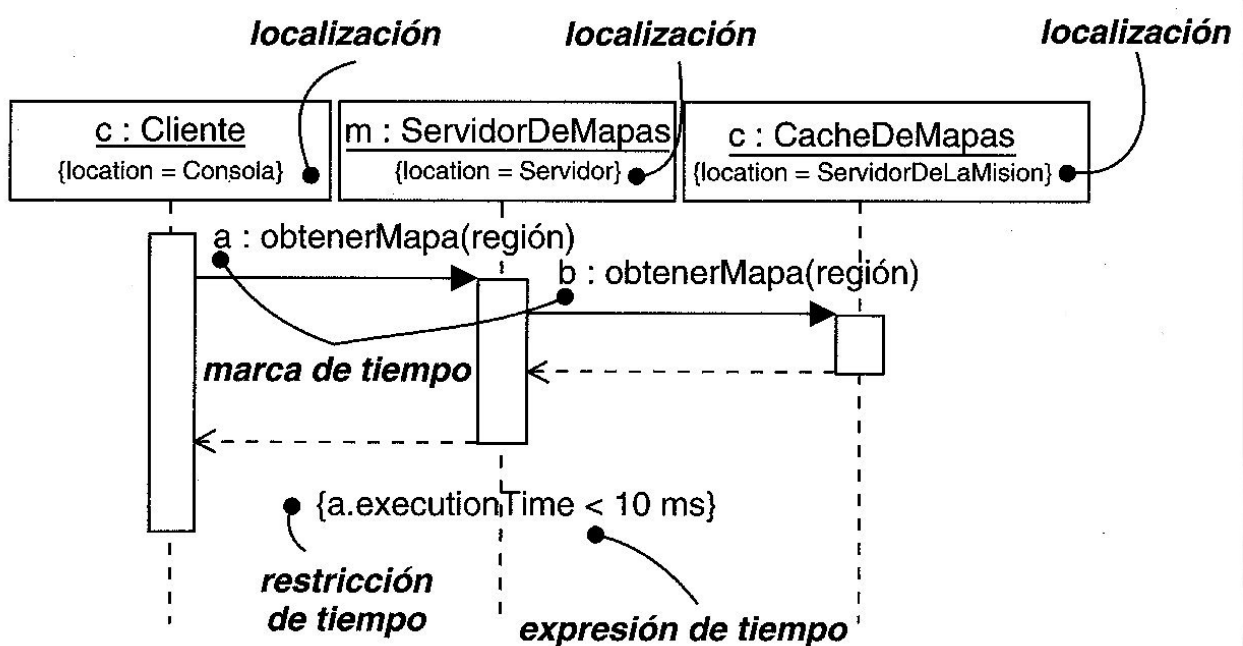 localización
localización
localización
c : Cliente
{location = Consola}
m : ServidorDeMapas
{location = Servidor}
c : CacheDeMapas
{location = ServidorDeLaMision}
a : obtenerMapa(región)
b : obtenerMapa(región)
marca de tiempo
{a.executionTime < 10 ms}
restricción
de tiempo
expresión de tiempo